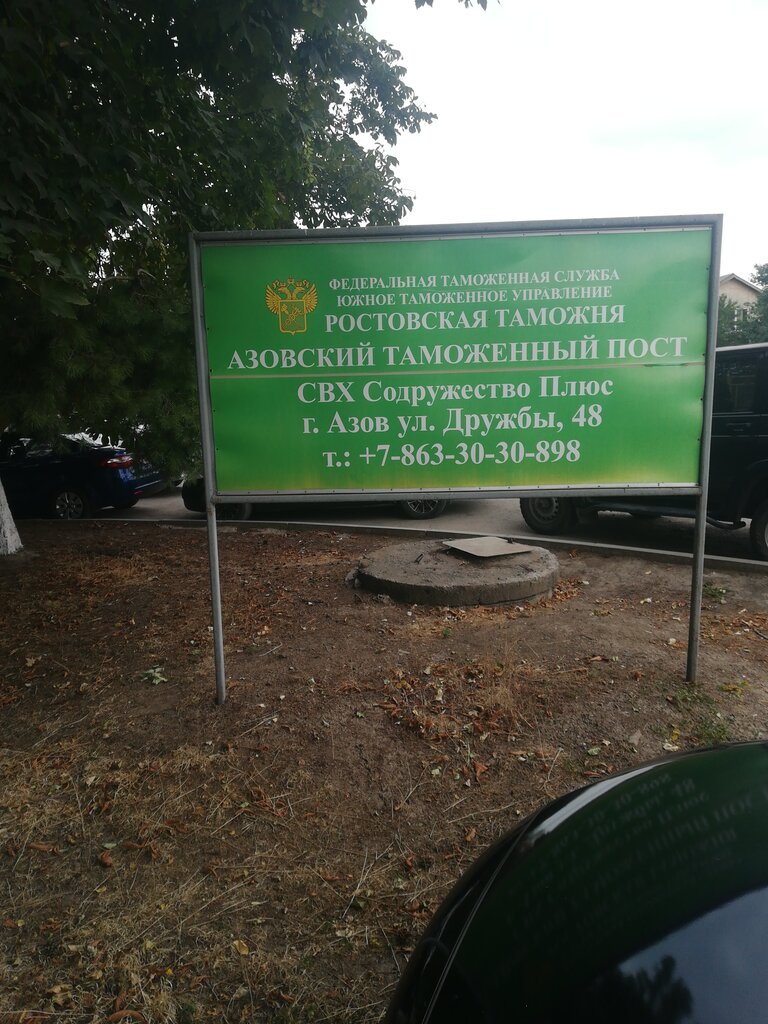 ФЕДЕРАЛЬНАЯ ТАМОЖЕННАЯ СЛУЖБА
ЮЖНОЕ ТАМОЖЕННОЕ УПРАВЛЕНИЕ
РОСТОВСКАЯ ТАМОЖНЯ
АЗОВСКИЙ ТАМОЖЕННЫЙ ПОСТ
СВХ Содружество Плюс
г. Азов ул. Дружбы, 48
т.: +7-863-30-30-898